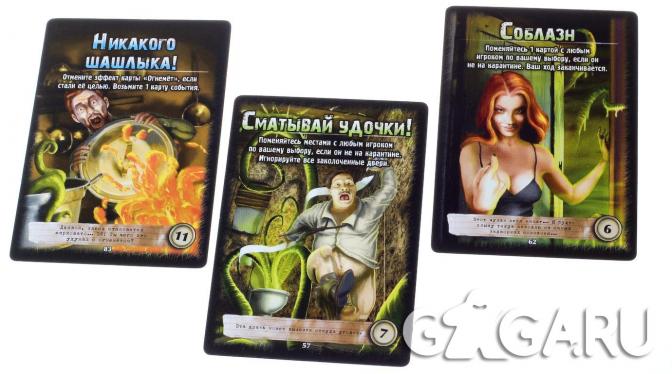 Никакого
шашлыка!
Отмените эффект карты «Огнемёт», если
стали её целью. Возьмите 1 карту события.
11
83
Сматывай удочки!
Поменяйтесь местами с любым игроком
по вашему выбору, если он не на карантине.
Игнорируйте все заколоченные двери.
7
57
Соблазн
Поменяйтесь 1 картой с любым
игроком по вашему выбору, если он
не на карантине. Ваш ход заканчивается.
6
62
GAGA.RU